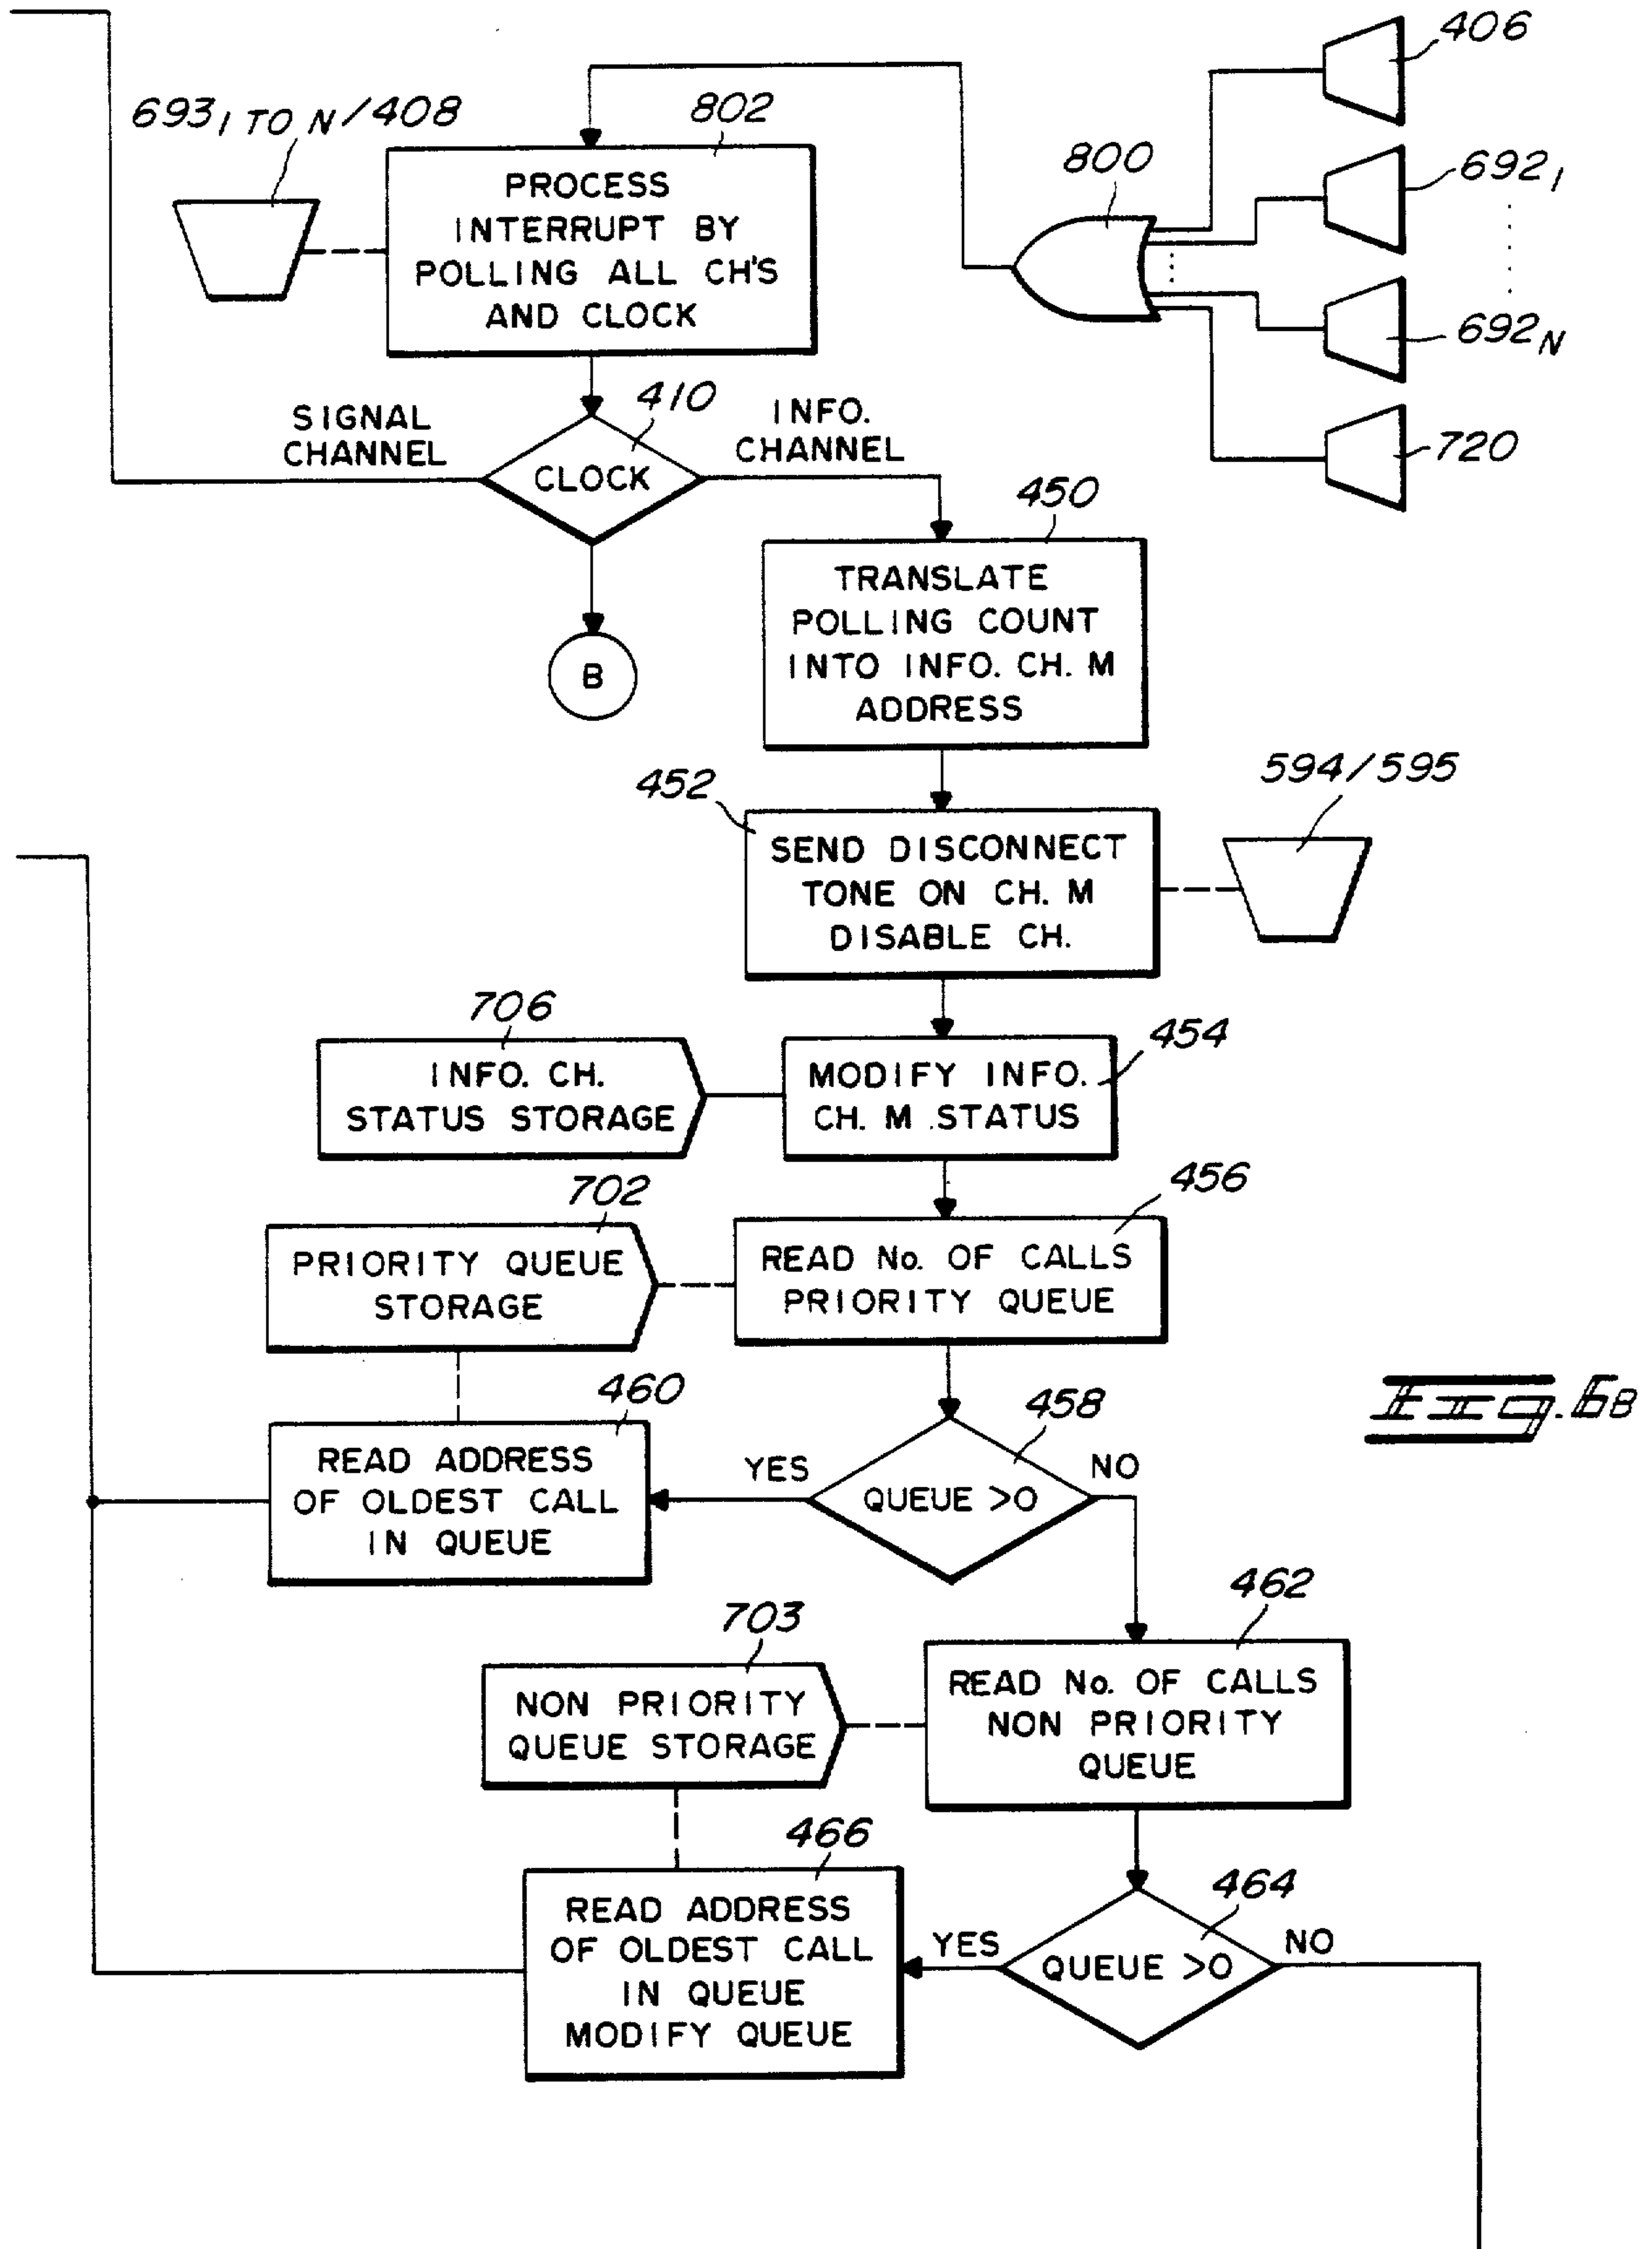 406
693 1 TO N/408
802
800
692 1
PROCESS
INTERRUPT BY
POLLING ALL CH'S
AND CLOCK
692 N
410
SIGNAL
CHANNEL
INFO.
CHANNEL
CLOCK
720
450
TRANSLATE
POLLING COUNT
INTO INFO. CH. M
ADDRESS
B
452
594/595
SEND DISCONNECT
TONE ON CH. M
DISABLE CH.
706
454
INFO. CH.
STATUS STORAGE
MODIFY INFO.
CH. M STATUS
702
456
PRIORITY QUEUE
STORAGE
READ No. OF CALLS
PRIORITY QUEUE
460
458
Fig. 6B
READ ADDRESS
OF OLDEST CALL
IN QUEUE
YES
QUEUE >0
NO
462
703
NON PRIORITY
QUEUE STORAGE
READ No. OF CALLS
NON PRIORITY
QUEUE
466
464
READ ADDRESS
OF OLDEST CALL
IN QUEUE
MODIFY QUEUE
YES
QUEUE >0
NO